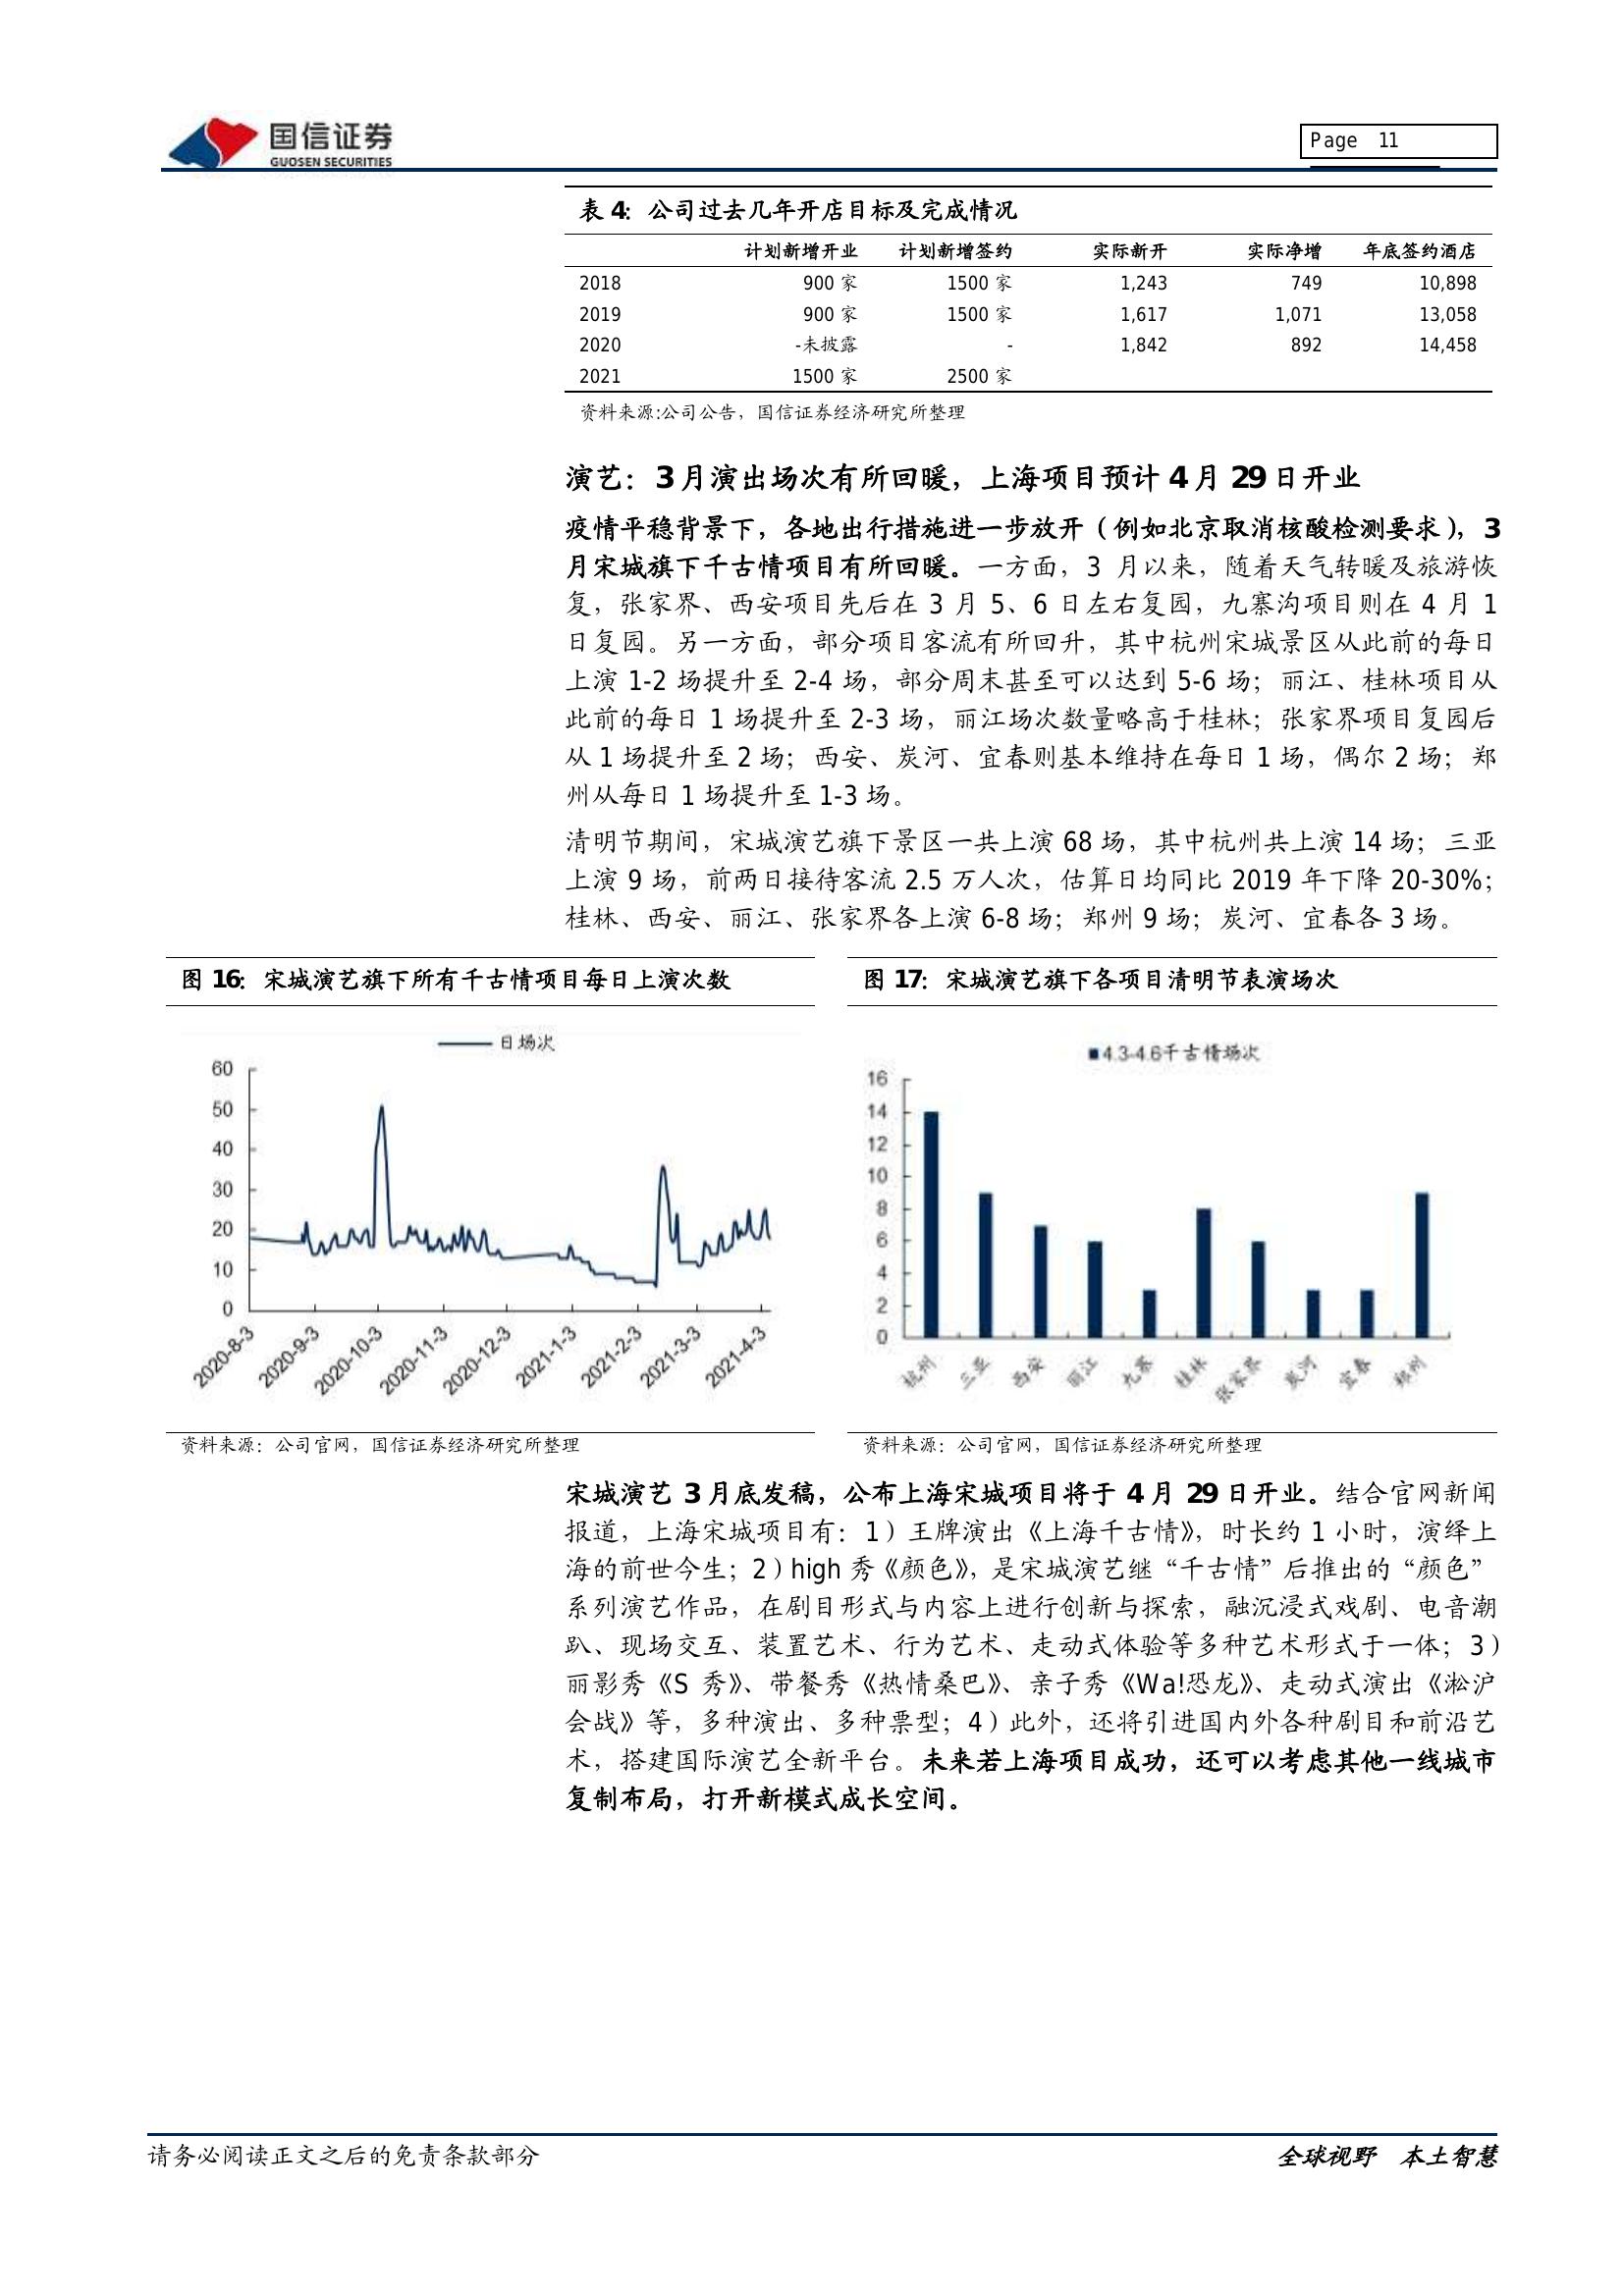 国信证券
GUOSEN SECURITIES
Page 11
表 4：公司过去几年开店目标及完成情况
计划新增开业 计划新增签约 实际新开 实际净增 年底签约酒店
2018 900 家 1500 家 1,243 749 10,898
2019 900 家 1500 家 1,617 1,071 13,058
2020 -未披露 - 1,842 892 14,458
2021 1500 家 2500 家
资料来源:公司公告，国信证券经济研究所整理
演艺：3 月演出场次有所回暖，上海项目预计 4 月 29 日开业
疫情平稳背景下，各地出行措施进一步放开（例如北京取消核酸检测要求），3
月宋城旗下千古情项目有所回暖。一方面，3 月以来，随着天气转暖及旅游恢
复，张家界、西安项目先后在 3 月 5、6 日左右复园，九寨沟项目则在 4 月 1
日复园。另一方面，部分项目客流有所回升，其中杭州宋城景区从此前的每日
上演 1-2 场提升至 2-4 场，部分周末甚至可以达到 5-6 场；丽江、桂林项目从
此前的每日 1 场提升至 2-3 场，丽江场次数量略高于桂林；张家界项目复园后
从 1 场提升至 2 场；西安、炭河、宜春则基本维持在每日 1 场，偶尔 2 场；郑
州从每日 1 场提升至 1-3 场。
清明节期间，宋城演艺旗下景区一共上演 68 场，其中杭州共上演 14 场；三亚
上演 9 场，前两日接待客流 2.5 万人次，估算日均同比 2019 年下降 20-30%；
桂林、西安、丽江、张家界各上演 6-8 场；郑州 9 场；炭河、宜春各 3 场。
图 16：宋城演艺旗下所有千古情项目每日上演次数
日场次
60
50
40
30
20
10
0
2020-8-3 2020-9-3 2020-10-3 2020-11-3 2020-12-3 2021-1-3 2021-2-3 2021-3-3 2021-4-3
资料来源：公司官网，国信证券经济研究所整理
图 17：宋城演艺旗下各项目清明节表演场次
4.3-4.6千古情场次
16
14
12
10
8
6
4
2
0
杭州 三亚 西安 丽江 九寨 桂林 张家界 炭河 宜春 郑州
资料来源：公司官网，国信证券经济研究所整理
宋城演艺 3 月底发稿，公布上海宋城项目将于 4 月 29 日开业。结合官网新闻
报道，上海宋城项目有：1）王牌演出《上海千古情》，时长约 1 小时，演绎上
海的前世今生；2）high 秀《颜色》，是宋城演艺继“千古情”后推出的“颜色”
系列演艺作品，在剧目形式与内容上进行创新与探索，融沉浸式戏剧、电音潮
趴、现场交互、装置艺术、行为艺术、走动式体验等多种艺术形式于一体；3）
丽影秀《S 秀》、带餐秀《热情桑巴》、亲子秀《Wa!恐龙》、走动式演出《淞沪
会战》等，多种演出、多种票型；4）此外，还将引进国内外各种剧目和前沿艺
术，搭建国际演艺全新平台。未来若上海项目成功，还可以考虑其他一线城市
复制布局，打开新模式成长空间。
请务必阅读正文之后的免责条款部分
全球视野 本土智慧